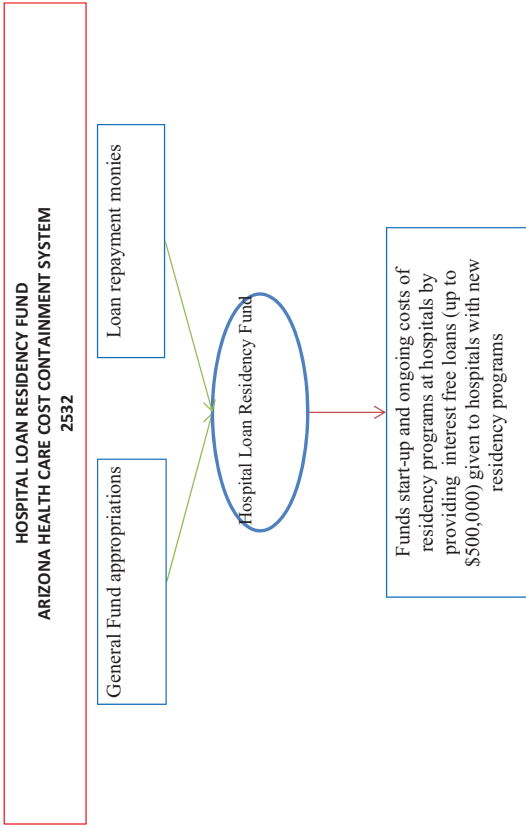 HOSPITAL LOAN RESIDENCY FUND
ARIZONA HEALTH CARE COST CONTAINMENT SYSTEM
2532
General Fund appropriations
Loan repayment monies
Hospital Loan Residency Fund
Funds start-up and ongoing costs of
residency programs at hospitals by
providing interest free loans (up to
$500,000) given to hospitals with new
residency programs